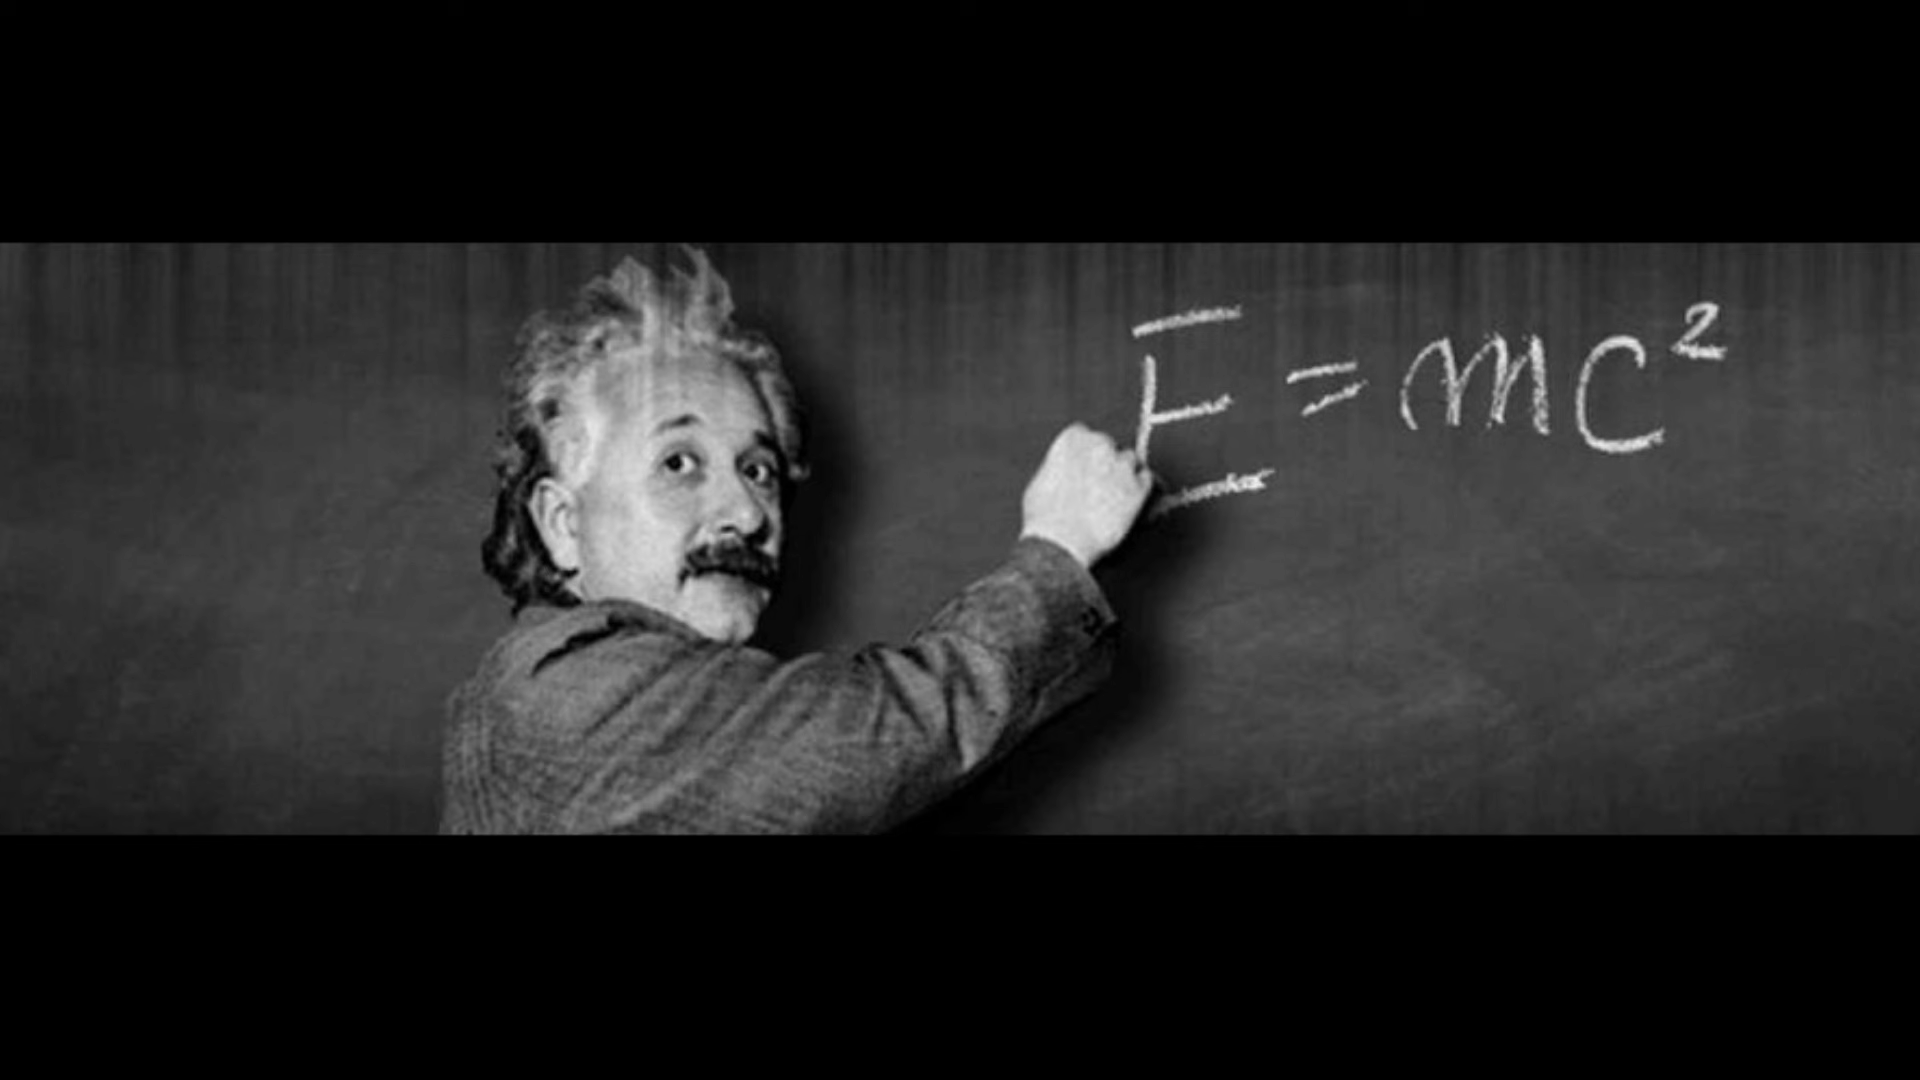 E = mc²